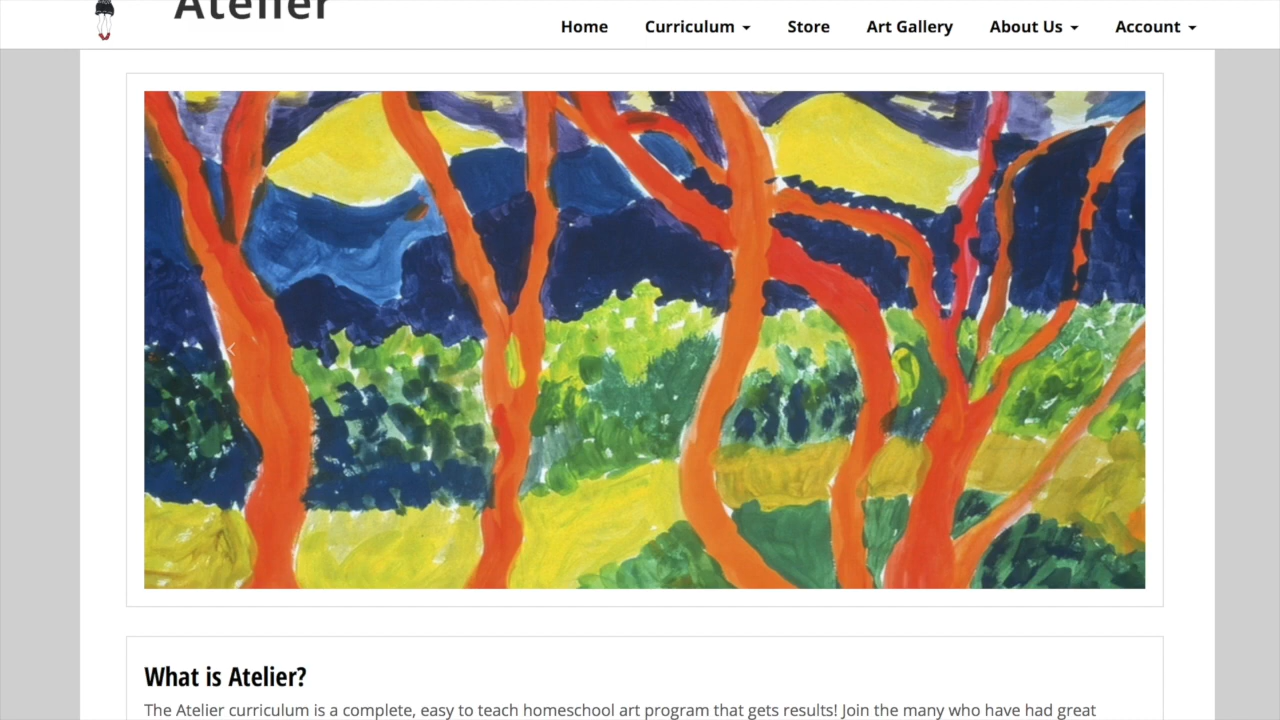 Atelier
Home Curriculum Store Art Gallery About Us Account
What is Atelier?
The Atelier curriculum is a complete, easy to teach homeschool art program that gets results! Join the many who have had great